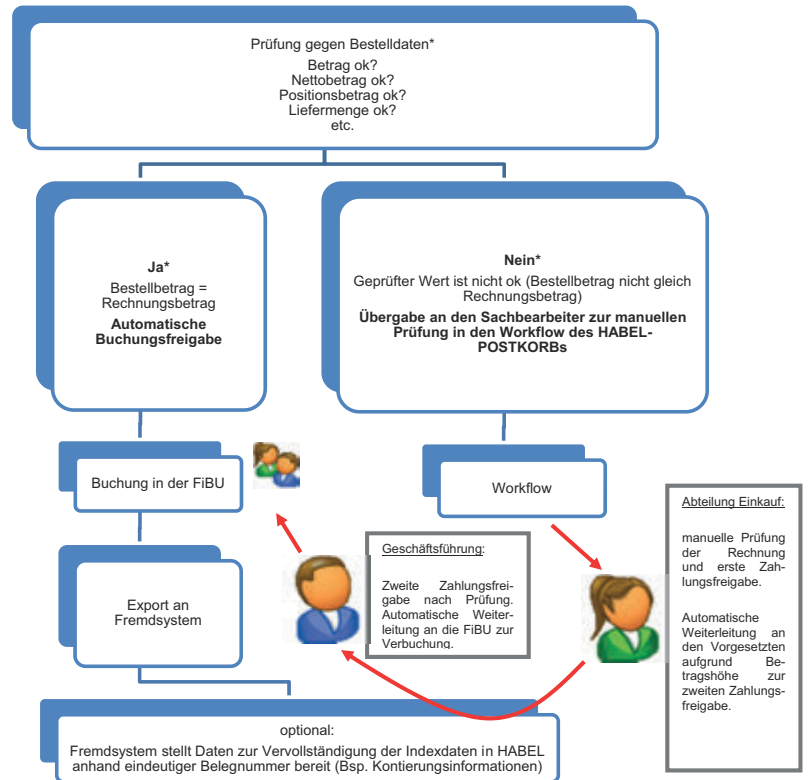 Prüfung gegen Bestelldaten*
Betrag ok?
Nettobetrag ok?
Positionsbetrag ok?
Liefermenge ok?
etc.
Ja*
Bestellbetrag =
Rechnungsbetrag
Automatische
Buchungsfreigabe
Nein*
Geprüfter Wert ist nicht ok (Bestellbetrag nicht gleich
Rechnungsbetrag)
Übergabe an den Sachbearbeiter zur manuellen
Prüfung in den Workflow des HABEL-
POSTKORBs
Buchung in der FiBU
Workflow
Abteilung Einkauf:
manuelle Prüfung
der Rechnung
und erste Zah-
lungsfreigabe.
Automatische
Weiterleitung an
den Vorgesetzten
aufgrund Be-
tragshöhe zur
zweiten Zahlungs-
freigabe.
Geschäftsführung:
Zweite Zahlungsfrei-
gabe nach Prüfung.
Automatische Weiter-
leitung an die FiBU zur
Verbuchung.
Export an
Fremdsystem
optional:
Fremdsystem stellt Daten zur Vervollständigung der Indexdaten in HABEL
anhand eindeutiger Belegnummer bereit (Bsp. Kontierungsinformationen)